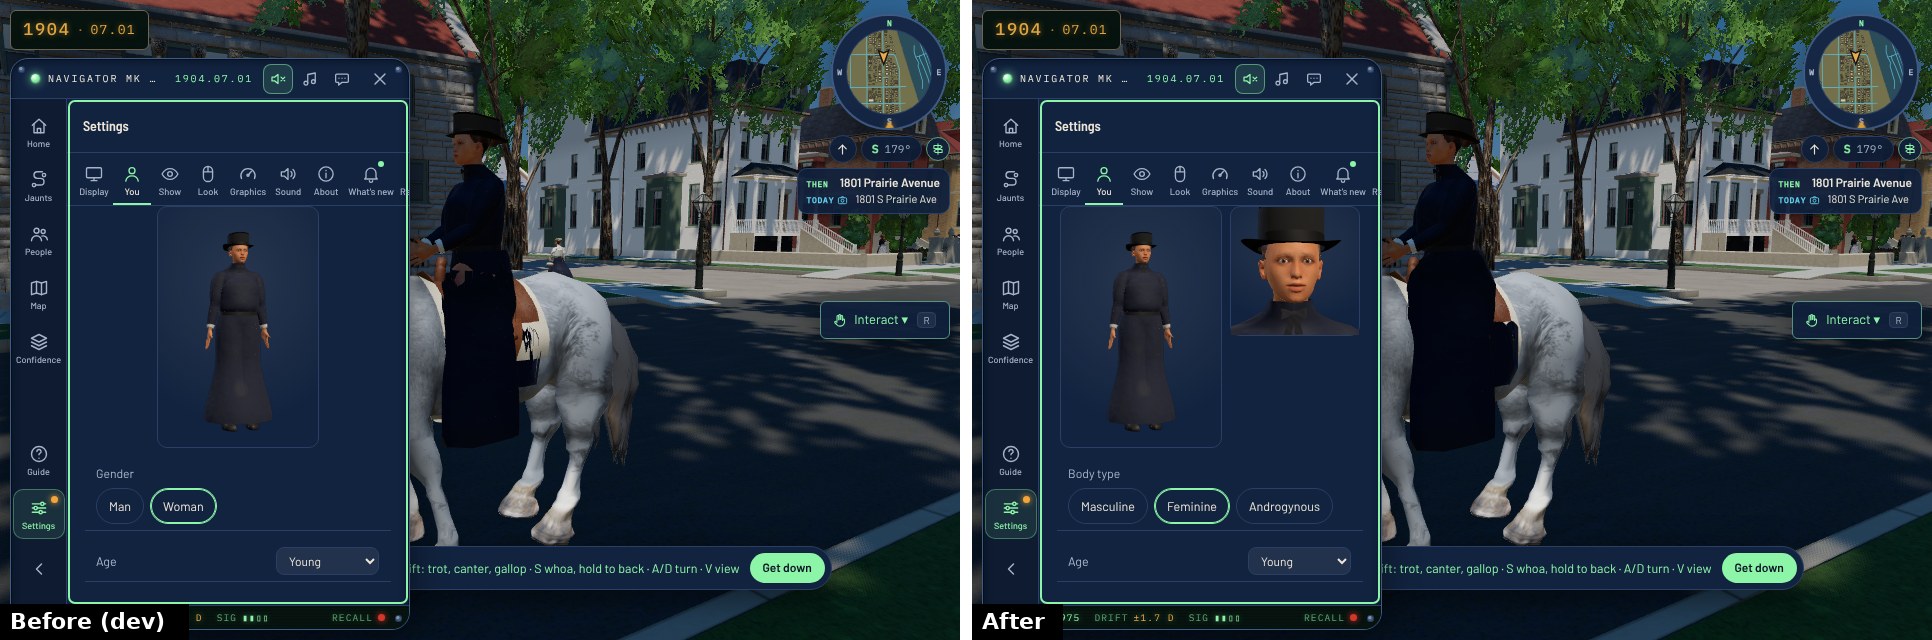 1904 · 07.01
NAVIGATOR MK … 1904.07.01
Settings
Home
Jaunts
People
Map
Confidence
Guide
Settings
Display You Show Look Graphics Sound About What's new
Gender
Man Woman
Age Young
N
W E
S
S 179°
THEN 1801 Prairie Avenue
TODAY 1801 S Prairie Ave
Interact ▾ R
ift: trot, canter, gallop · S whoa, hold to back · A/D turn · V view Get down
D SIG RECALL
Before (dev)
1904 · 07.01
NAVIGATOR MK … 1904.07.01
Settings
Home
Jaunts
People
Map
Confidence
Guide
Settings
Display You Show Look Graphics Sound About What's new
Body type
Masculine Feminine Androgynous
Age Young
N
W E
S
S 179°
THEN 1801 Prairie Avenue
TODAY 1801 S Prairie Ave
Interact ▾ R
ift: trot, canter, gallop · S whoa, hold to back · A/D turn · V view Get down
975 DRIFT ±1.7 D SIG RECALL
After